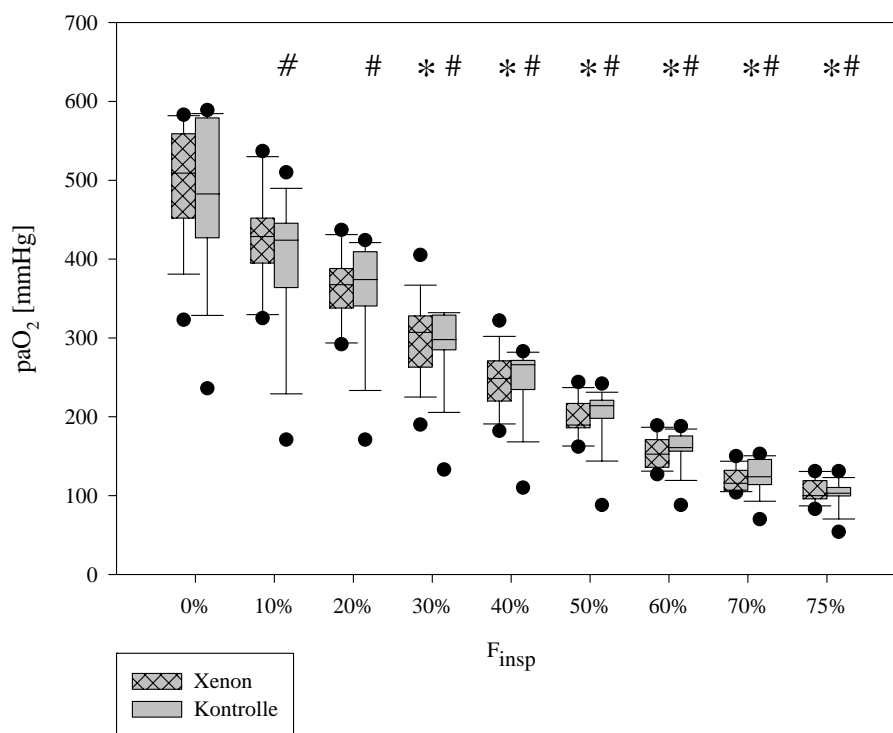 700
# # * # * # * # *# *# *#
600
500
400
300
200
100
0
paO2 [mmHg]
0% 10% 20% 30% 40% 50% 60% 70% 75%
Finsp
Xenon
Kontrolle